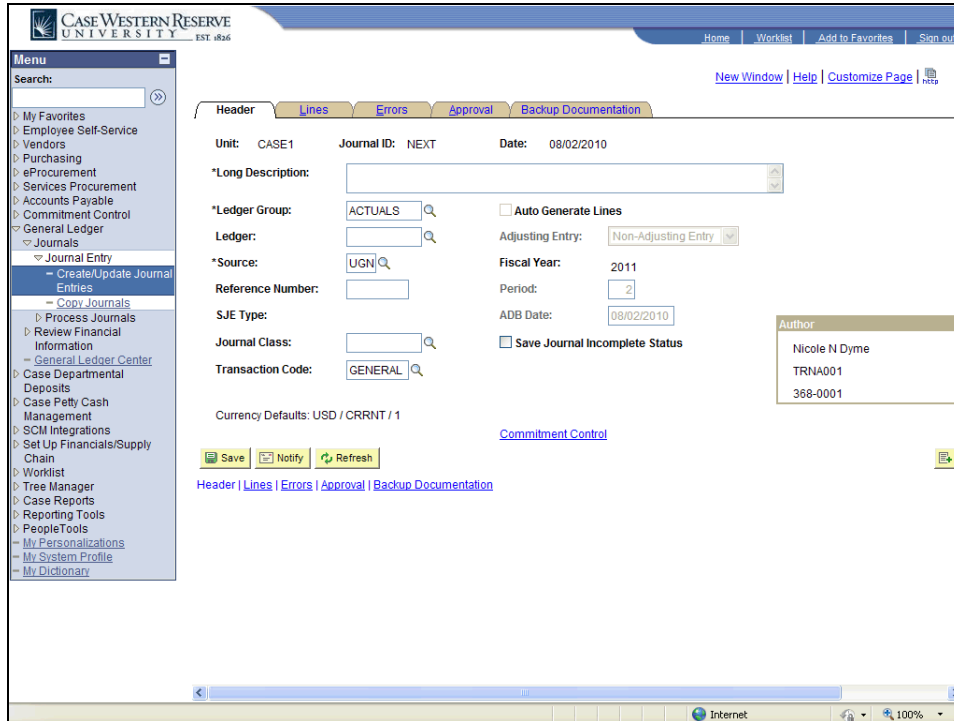 CASE WESTERN RESERVE
UNIVERSITY EST. 1826
Home Worklist Add to Favorites Sign out
Menu
Search:
My Favorites
Employee Self-Service
Vendors
Purchasing
eProcurement
Services Procurement
Accounts Payable
Commitment Control
General Ledger
Journals
Journal Entry
Create/Update Journal
Entries
Copy Journals
Process Journals
Review Financial
Information
General Ledger Center
Case Departmental
Deposits
Case Petty Cash
Management
SCM Integrations
Set Up Financials/Supply
Chain
Worklist
Tree Manager
Case Reports
Reporting Tools
PeopleTools
My Personalizations
My System Profile
My Dictionary
New Window | Help | Customize Page | http
Header Lines Errors Approval Backup Documentation
Unit: CASE1 Journal ID: NEXT Date: 08/02/2010
*Long Description:
*Ledger Group: ACTUALS Auto Generate Lines
Ledger: Adjusting Entry: Non-Adjusting Entry
*Source: UGN Fiscal Year: 2011
Reference Number: Period: 2
SJE Type: ADB Date: 08/02/2010
Journal Class: Save Journal Incomplete Status
Transaction Code: GENERAL
Author
Nicole N Dyme
TRNA001
368-0001
Currency Defaults: USD / CRRNT / 1
Commitment Control
Save Notify Refresh
Header | Lines | Errors | Approval | Backup Documentation
Internet 100%